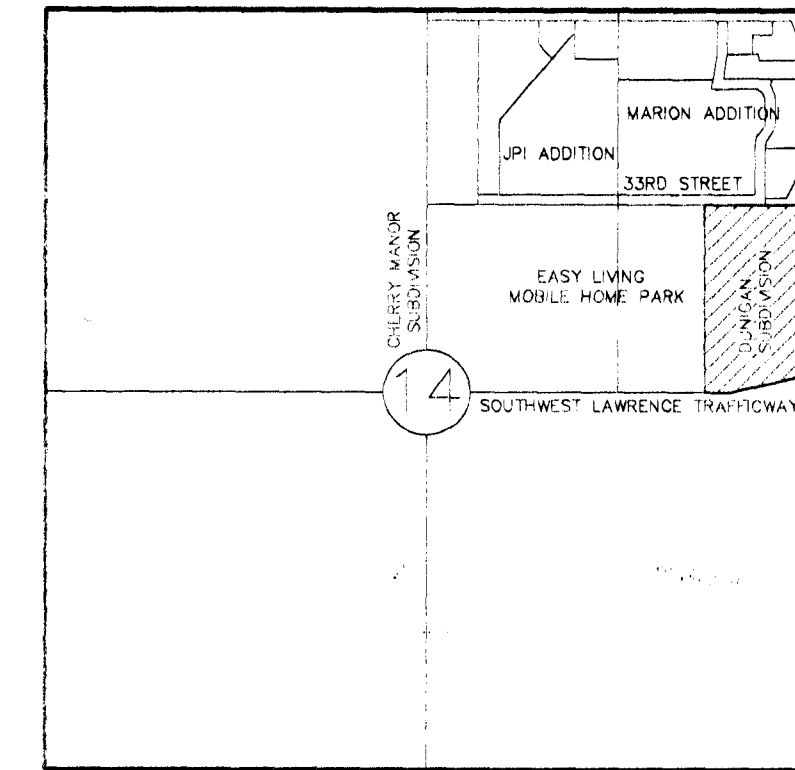 MARION ADDITION
JPI ADDITION
33RD STREET
CHERRY MANOR
SUBDIVISION
EASY LIVING
MOBILE HOME PARK
DUNIGAN
SUBDIVISION
14
SOUTHWEST LAWRENCE TRAFFICWAY